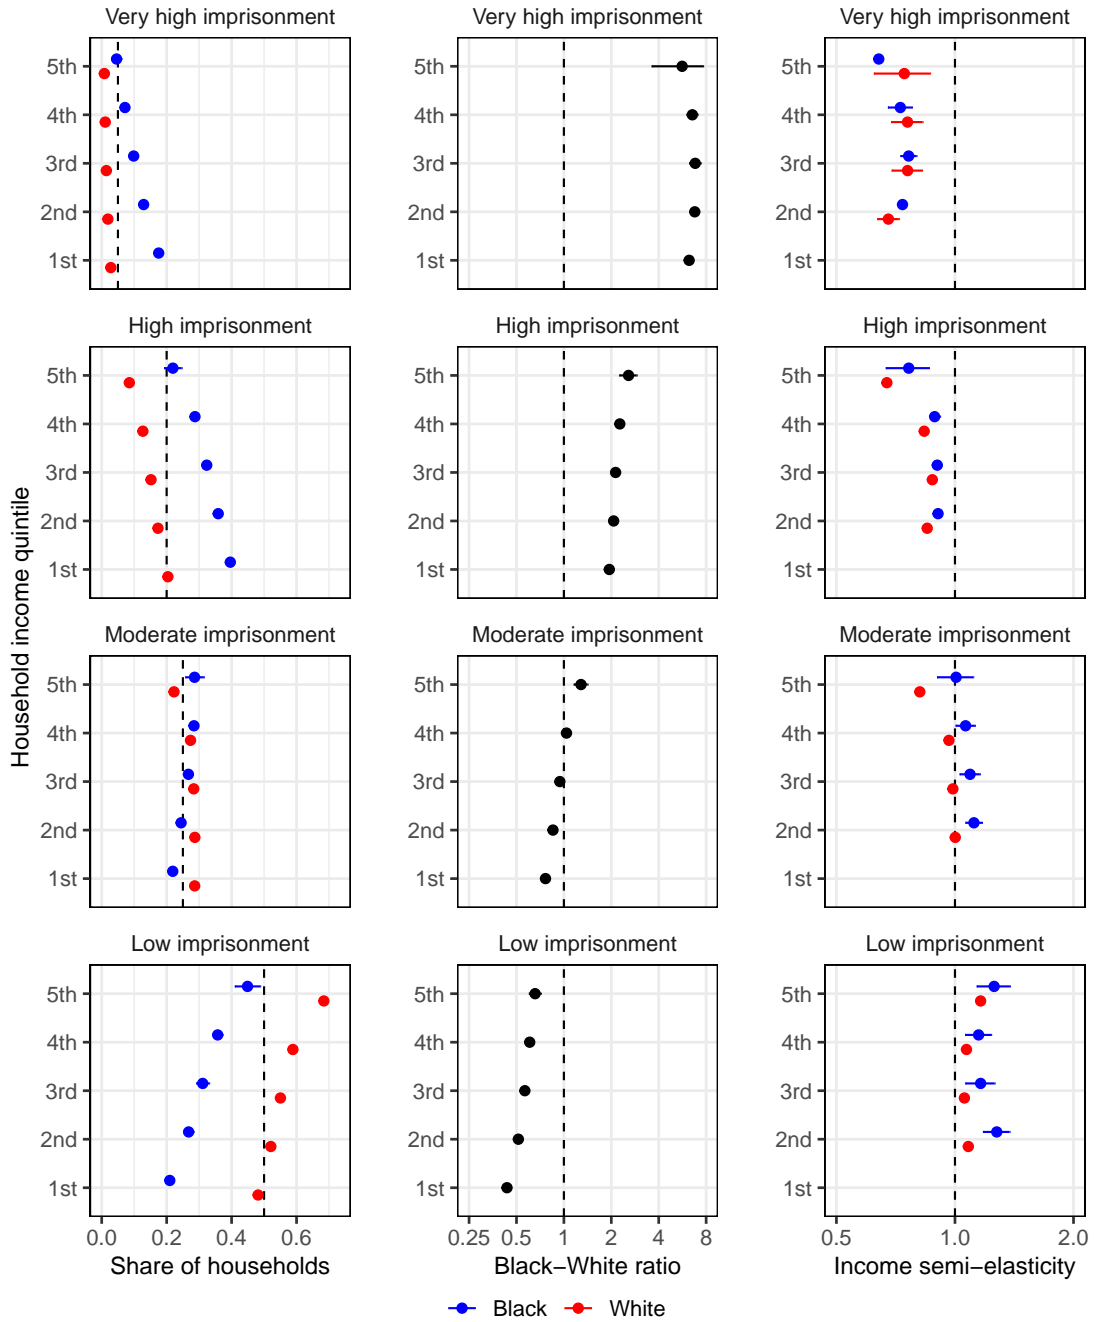 Very high imprisonment
Very high imprisonment
Very high imprisonment
5th
4th
3rd
2nd
1st
5th
4th
3rd
2nd
1st
5th
4th
3rd
2nd
1st
High imprisonment
High imprisonment
High imprisonment
5th
4th
3rd
2nd
1st
5th
4th
3rd
2nd
1st
5th
4th
3rd
2nd
1st
Household income quintile
Moderate imprisonment
Moderate imprisonment
Moderate imprisonment
5th
4th
3rd
2nd
1st
5th
4th
3rd
2nd
1st
5th
4th
3rd
2nd
1st
Low imprisonment
Low imprisonment
Low imprisonment
5th
4th
3rd
2nd
1st
5th
4th
3rd
2nd
1st
5th
4th
3rd
2nd
1st
0.0 0.2 0.4 0.6
0.25 0.5 1 2 4 8
0.5 1.0 2.0
Share of households
Black−White ratio
Income semi−elasticity
Black White